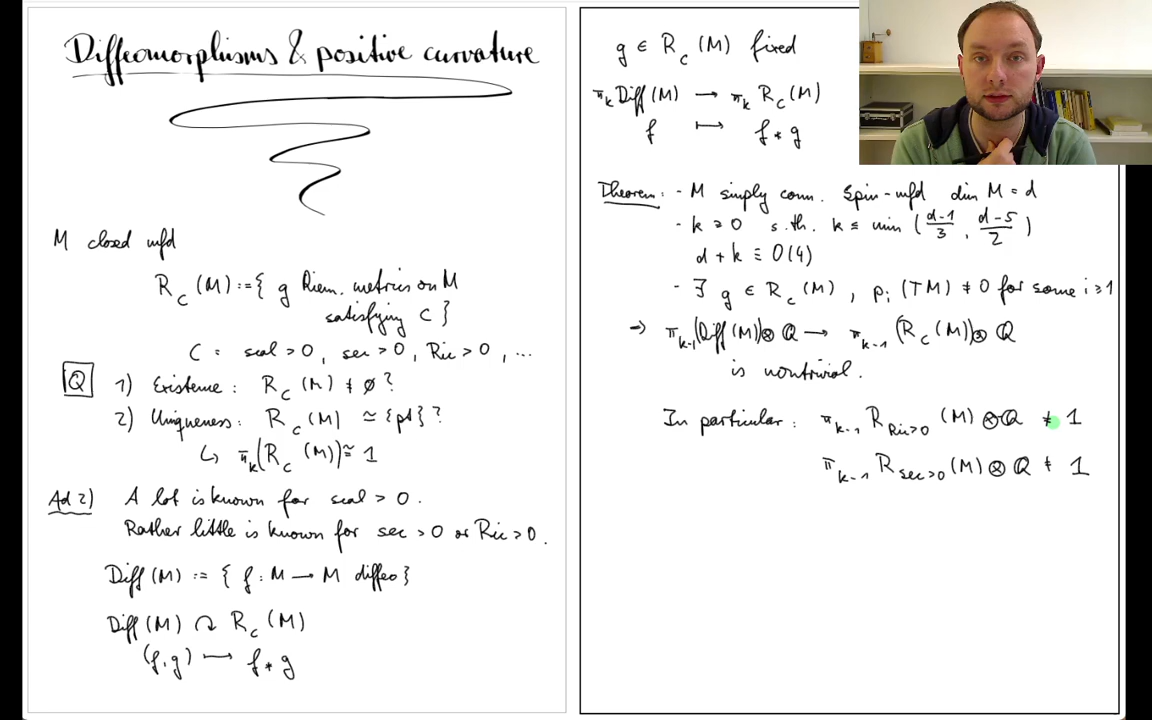 Diffeomorphisms & positive curvature
M closed mfd
R_C (M) := { g Riem. metrics on M
satisfying C }
C = scal > 0, sec > 0, Ric > 0, ...
Q 1) Existence : R_C (M) ≠ ∅ ?
2) Uniqueness : R_C (M) ≃ {pt} ?
↳ π_k (R_C (M)) ≅ 1
Ad 2) A lot is known for scal > 0.
Rather little is known for sec > 0 or Ric > 0.
Diff (M) := { f : M → M diffeo }
Diff (M) ↷ R_C (M)
(f, g) ⟼ f_* g
g ∈ R_C (M) fixed
π_k Diff (M) → π_k R_C (M)
f ⟼ f_* g
Theorem : - M simply conn. Spin-mfd dim M = d
- k ≥ 0 s.th. k ≤ min ( (d-1)/3 , (d-5)/2 )
d + k ≡ 0 (4)
- ∃ g ∈ R_C (M) , p_i (TM) ≠ 0 for some i ≥ 1
⇒ π_{k-1} (Diff (M)) ⊗ Q → π_{k-1} (R_C (M)) ⊗ Q
is nontrivial.
In particular : π_{k-1} R_{Ric>0} (M) ⊗ Q ≠ 1
π_{k-1} R_{sec>0} (M) ⊗ Q ≠ 1